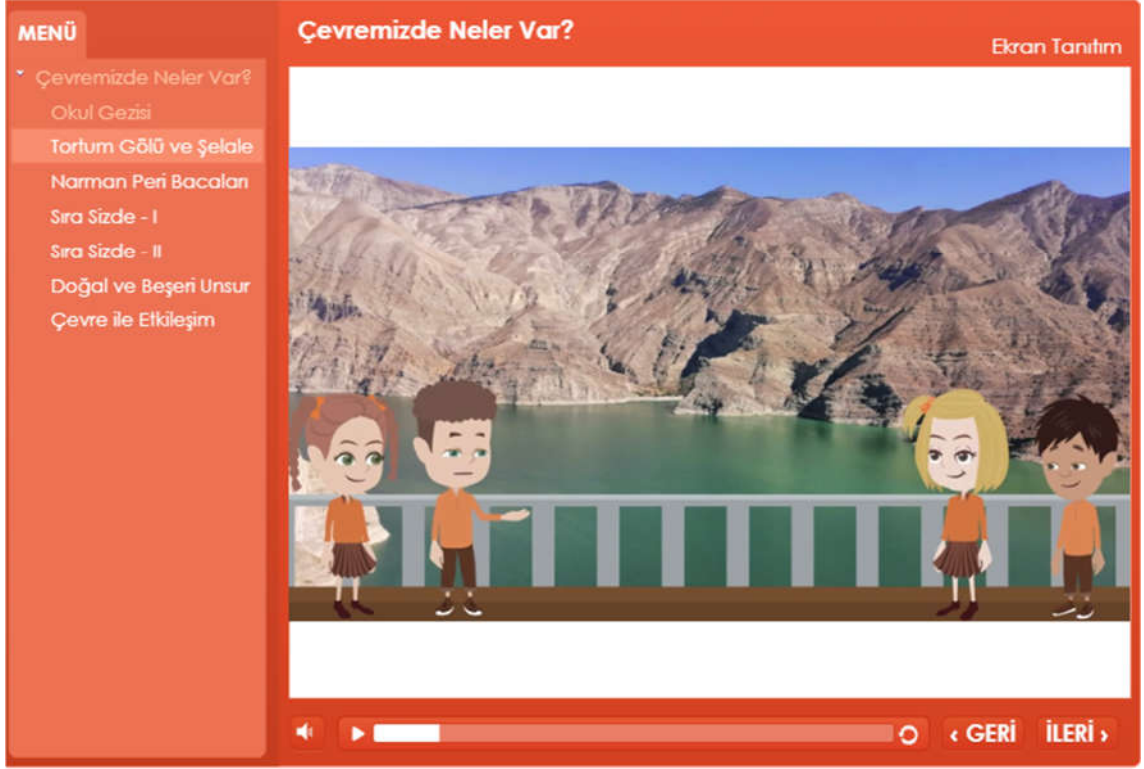 MENÜ
Çevremizde Neler Var?
Okul Gezisi
Tortum Gölü ve Şelale
Narman Peri Bacaları
Sıra Sizde - I
Sıra Sizde - II
Doğal ve Beşeri Unsur
Çevre ile Etkileşim
Çevremizde Neler Var?
Ekran Tanıtım
‹ GERİ
İLERİ ›